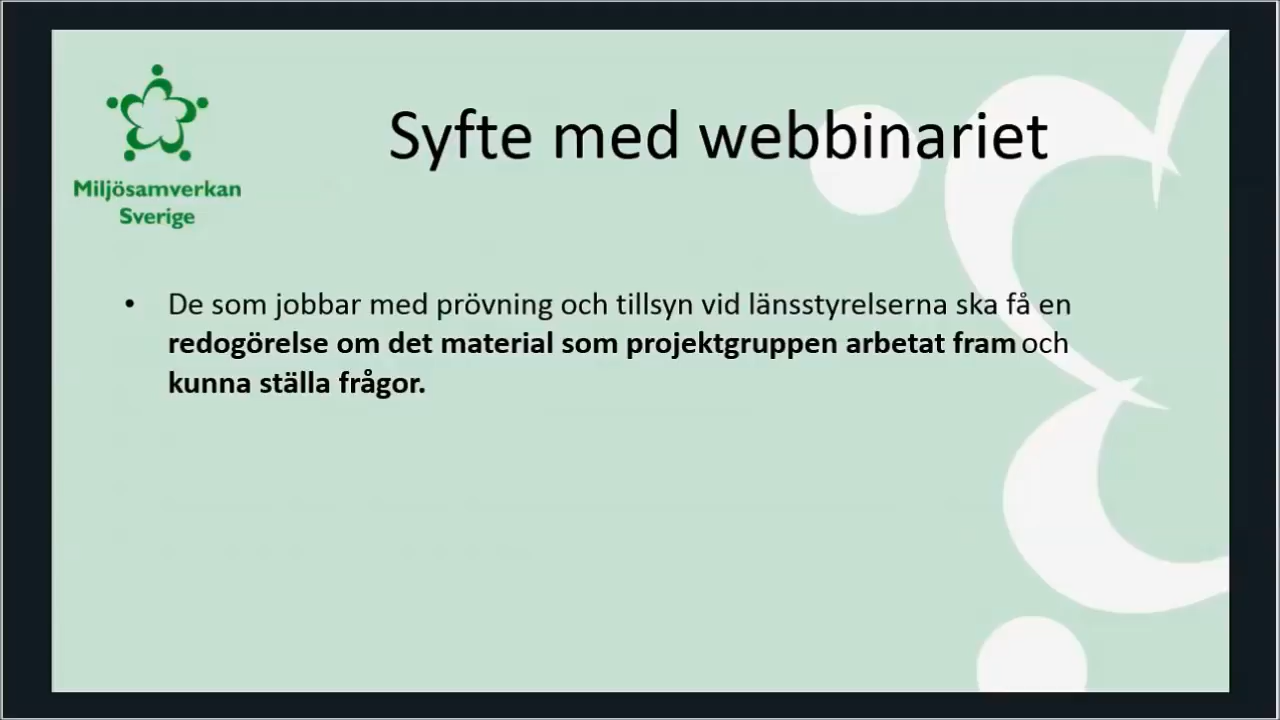 Miljösamverkan
Sverige
Syfte med webbinariet
• De som jobbar med prövning och tillsyn vid länsstyrelserna ska få en
redogörelse om det material som projektgruppen arbetat fram och
kunna ställa frågor.